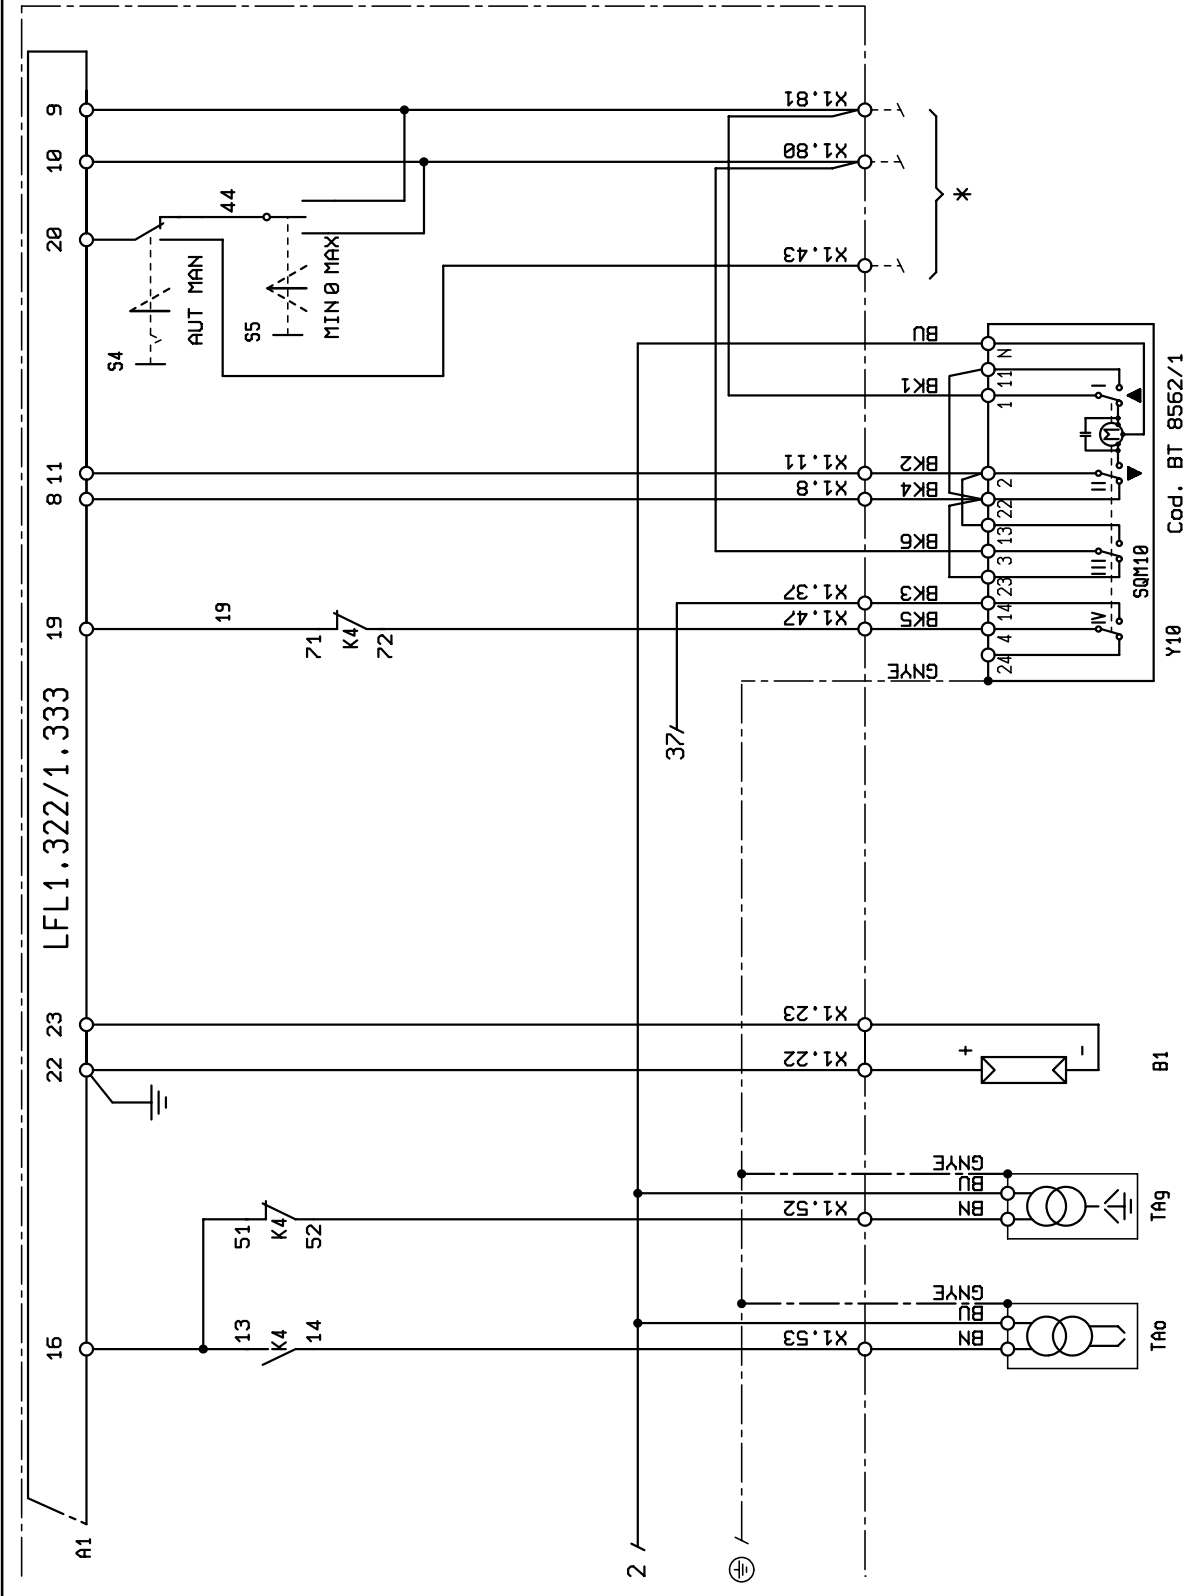 LFL1.322/1.333
A1
16
22
23
19
8
11
20
10
9
S4
AUT MAN
44
S5
MIN 0 MAX
19
71
K4
72
51
K4
52
13
K4
14
2
37
X1.53
X1.52
X1.22
X1.23
X1.47
X1.37
X1.8
X1.11
X1.43
X1.80
X1.81
*
GNYE
BU
BN
GNYE
BU
BN
GNYE
BK5
BK3
BK6
BK4
BK2
BK1
BU
24
4
14
23
3
13
22
2
1
11
N
IV
III
II
I
M
SQM10
Y10
Cod. BT 8562/1
+
-
B1
TAg
TAo